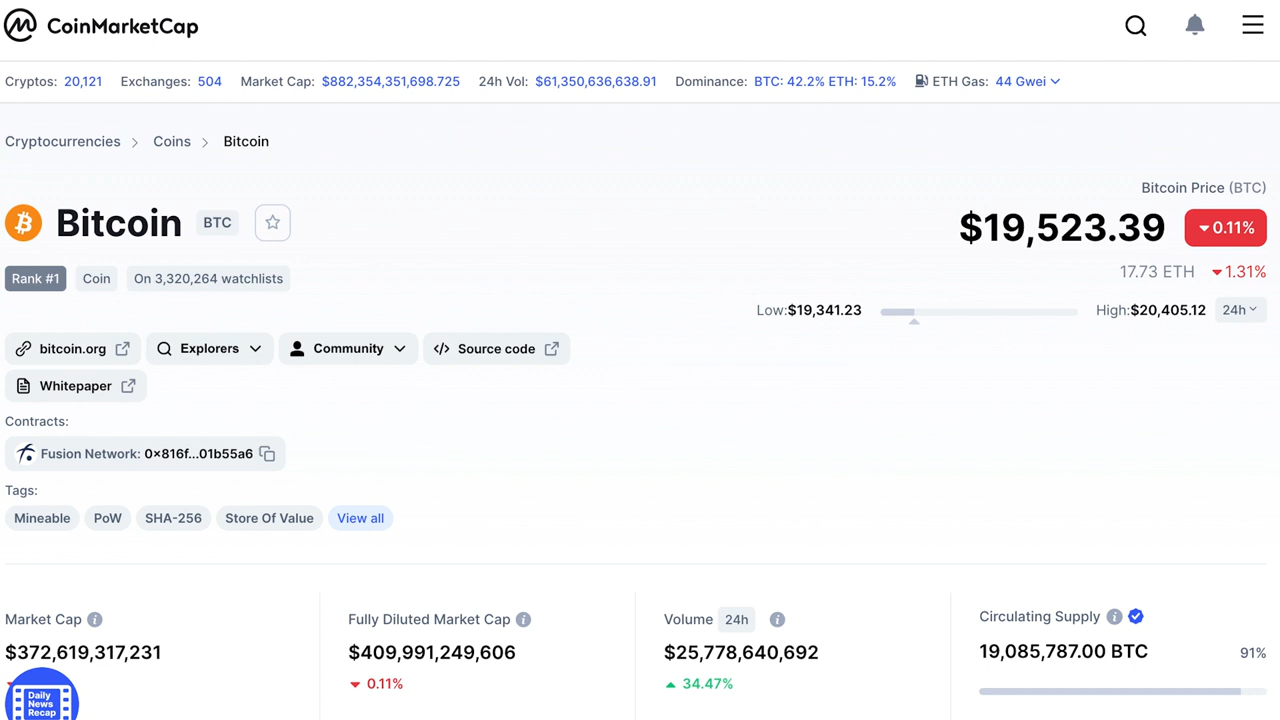 CoinMarketCap
Cryptos: 20,121 Exchanges: 504 Market Cap: $882,354,351,698.725 24h Vol: $61,350,636,638.91 Dominance: BTC: 42.2% ETH: 15.2% ETH Gas: 44 Gwei
Cryptocurrencies Coins Bitcoin
Bitcoin Price (BTC)
Bitcoin BTC
$19,523.39 0.11%
17.73 ETH 1.31%
Rank #1 Coin On 3,320,264 watchlists
Low:$19,341.23 High:$20,405.12 24h
bitcoin.org Explorers Community Source code
Whitepaper
Contracts:
Fusion Network: 0x816f...01b55a6
Tags:
Mineable PoW SHA-256 Store Of Value View all
Market Cap Fully Diluted Market Cap Volume 24h Circulating Supply
$372,619,317,231 $409,991,249,606 $25,778,640,692 19,085,787.00 BTC 91%
0.11% 34.47%
Daily
News
Recap